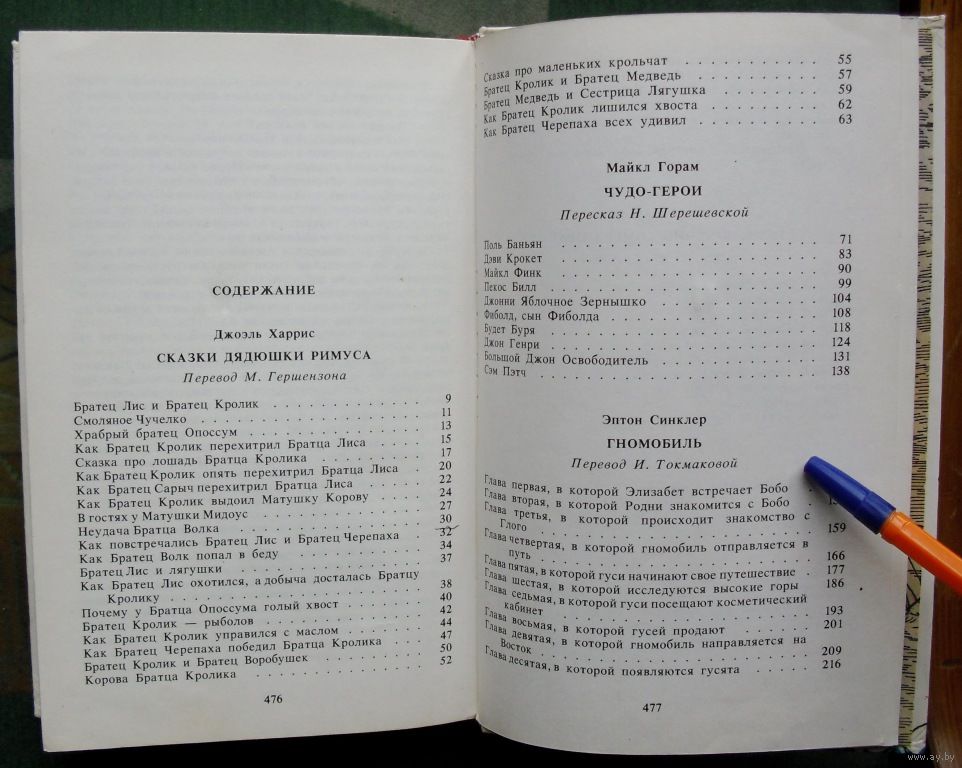 СОДЕРЖАНИЕ
Джоэль Харрис
СКАЗКИ ДЯДЮШКИ РИМУСА
Перевод М. Гершензона
Братец Лис и Братец Кролик . . . . . . . . . . . 9
Смоляное Чучелко . . . . . . . . . . . . . . . 11
Храбрый братец Опоссум . . . . . . . . . . . . 13
Как Братец Кролик перехитрил Братца Лиса . . . . 15
Сказка про лошадь Братца Кролика . . . . . . . . 17
Как Братец Кролик опять перехитрил Братца Лиса . 20
Как Братец Сарыч перехитрил Братца Лиса . . . . 22
Как Братец Кролик выдоил Матушку Корову . . . . 24
В гостях у Матушки Мидоус . . . . . . . . . . . 27
Неудача Братца Волка . . . . . . . . . . . . . 30
Как повстречались Братец Лис и Братец Черепаха 32
Как Братец Волк попал в беду . . . . . . . . . . 34
Братец Лис и лягушки . . . . . . . . . . . . . 37
Как Братец Лис охотился, а добыча досталась Братцу
Кролику . . . . . . . . . . . . . . . . . . 38
Почему у Братца Опоссума голый хвост . . . . . . 40
Братец Кролик — рыболов . . . . . . . . . . . . 42
Как Братец Кролик управился с маслом . . . . . . 44
Как Братец Черепаха победил Братца Кролика . . . 47
Братец Кролик и Братец Воробушек . . . . . . . . 50
Корова Братца Кролика . . . . . . . . . . . . . 52
476
Сказка про маленьких крольчат . . . . . . . . . 55
Братец Кролик и Братец Медведь . . . . . . . . . 57
Братец Медведь и Сестрица Лягушка . . . . . . . 59
Как Братец Кролик лишился хвоста . . . . . . . . 62
Как Братец Черепаха всех удивил . . . . . . . . 63
Майкл Горам
ЧУДО-ГЕРОИ
Пересказ Н. Шерешевской
Поль Баньян . . . . . . . . . . . . . . . . . 71
Дэви Крокет . . . . . . . . . . . . . . . . . 83
Майкл Финк . . . . . . . . . . . . . . . . . 90
Пекос Билл . . . . . . . . . . . . . . . . . 99
Джонни Яблочное Зернышко . . . . . . . . . . . 104
Фиболд, сын Фиболда . . . . . . . . . . . . . 108
Будет Буря . . . . . . . . . . . . . . . . . 118
Джон Генри . . . . . . . . . . . . . . . . . 124
Большой Джон Освободитель . . . . . . . . . . . 131
Сэм Пэтч . . . . . . . . . . . . . . . . . . 138
Эптон Синклер
ГНОМОБИЛЬ
Перевод И. Токмаковой
Глава первая, в которой Элизабет встречает Бобо .
Глава вторая, в которой Родни знакомится с Бобо .
Глава третья, в которой происходит знакомство с
Глого . . . . . . . . . . . . . . . . . . . 159
Глава четвертая, в которой гномобиль отправляется в
путь . . . . . . . . . . . . . . . . . . . 166
Глава пятая, в которой гуси начинают свое путешествие . 177
Глава шестая, в которой исследуются высокие горы 186
Глава седьмая, в которой гуси посещают косметический
кабинет . . . . . . . . . . . . . . . . . . 193
Глава восьмая, в которой гусей продают . . . . . 201
Глава девятая, в которой гномобиль направляется на
Восток . . . . . . . . . . . . . . . . . . 209
Глава десятая, в которой появляются гусята . . . . 216
477
www.ay.by